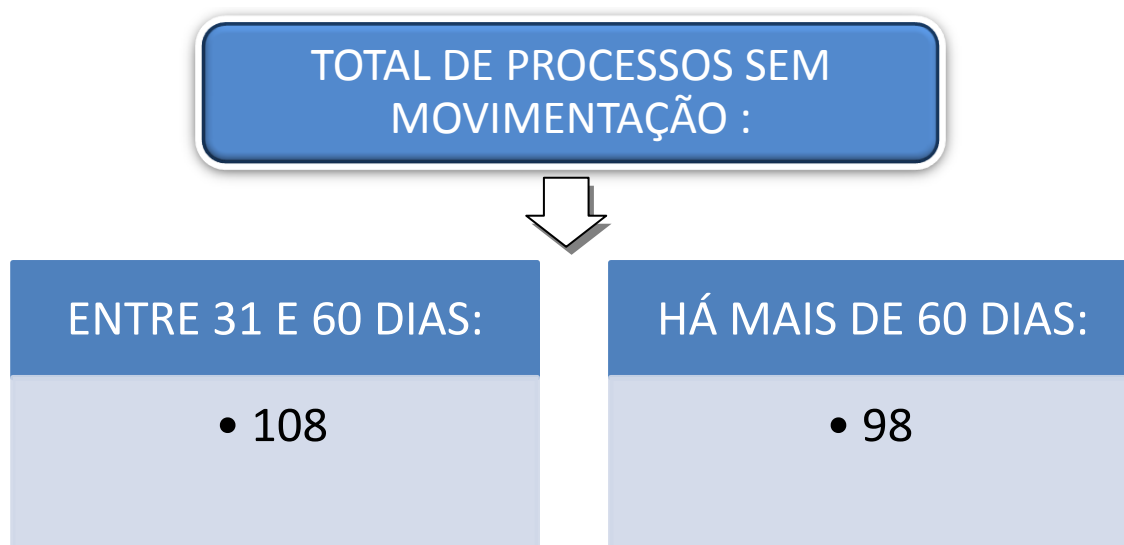 TOTAL DE PROCESSOS SEM
MOVIMENTAÇÃO :
ENTRE 31 E 60 DIAS:
• 108
HÁ MAIS DE 60 DIAS:
• 98